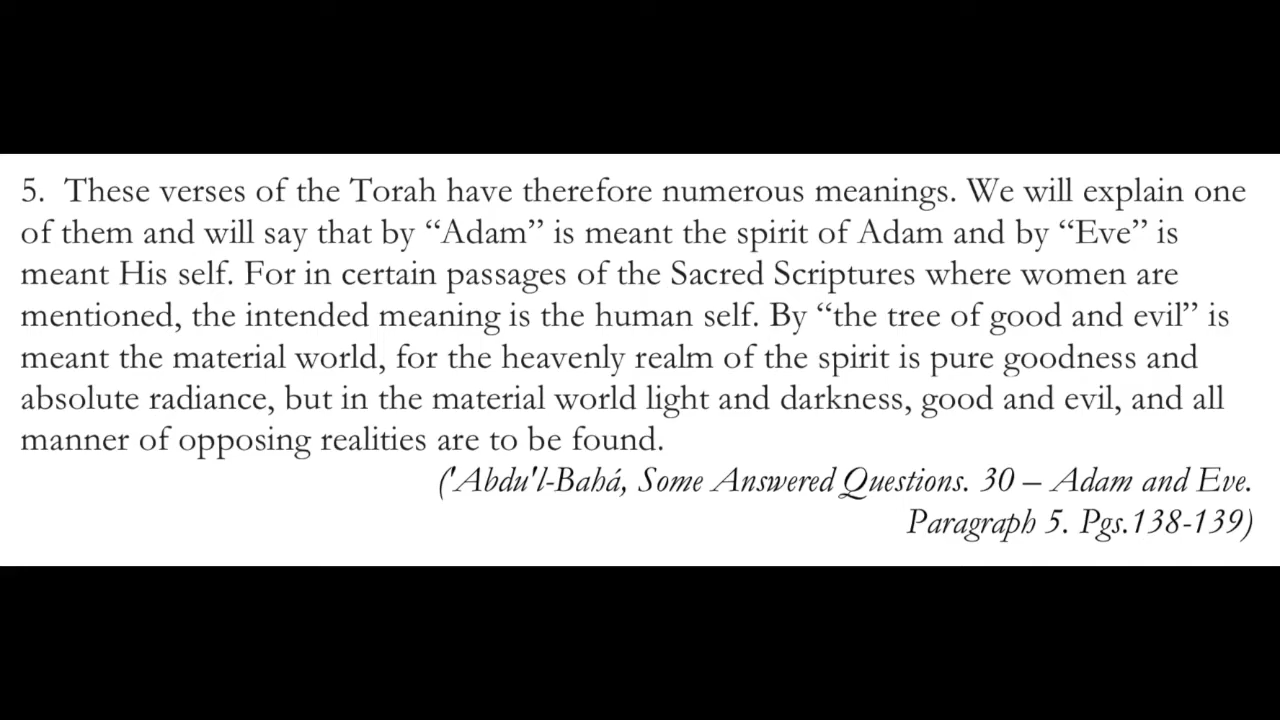 5.  These verses of the Torah have therefore numerous meanings. We will explain one
of them and will say that by “Adam” is meant the spirit of Adam and by “Eve” is
meant His self. For in certain passages of the Sacred Scriptures where women are
mentioned, the intended meaning is the human self. By “the tree of good and evil” is
meant the material world, for the heavenly realm of the spirit is pure goodness and
absolute radiance, but in the material world light and darkness, good and evil, and all
manner of opposing realities are to be found.
('Abdu'l-Bahá, Some Answered Questions. 30 – Adam and Eve.
Paragraph 5. Pgs.138-139)